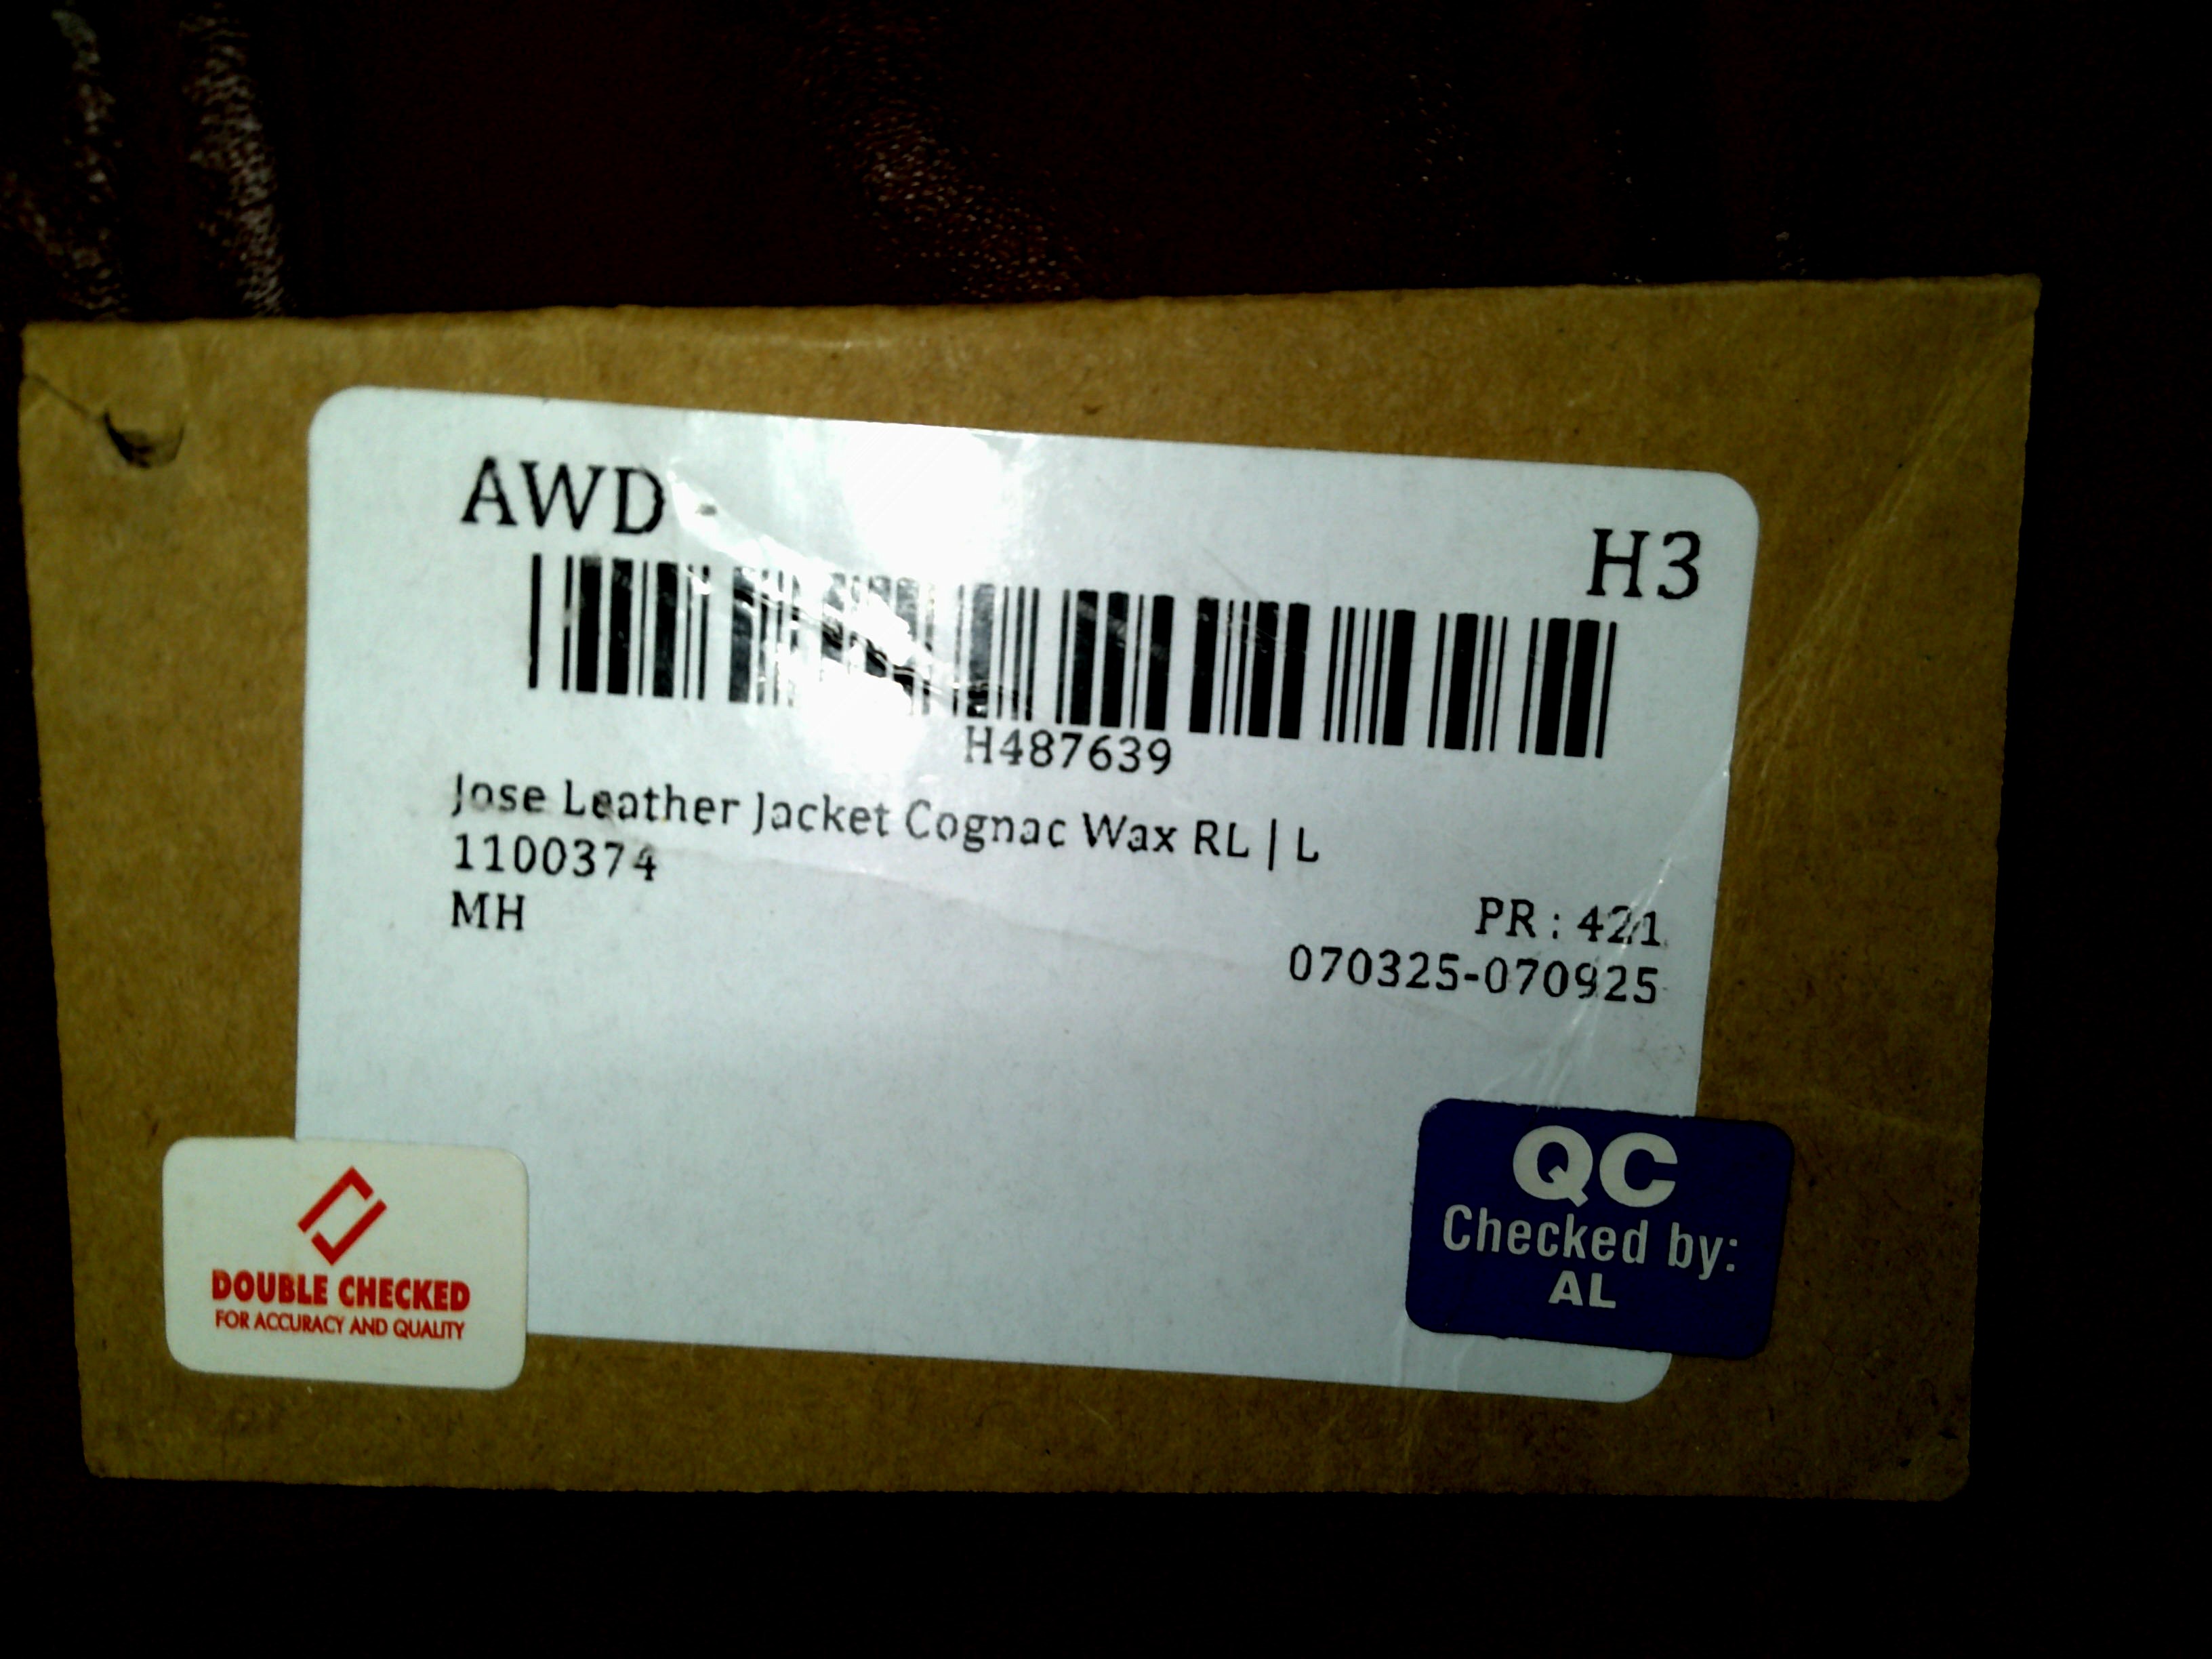 AWD
H3
H487639
Jose Leather Jacket Cognac Wax RL | L
1100374
MH
PR : 421
070325-070925
DOUBLE CHECKED
FOR ACCURACY AND QUALITY
QC
Checked by:
AL